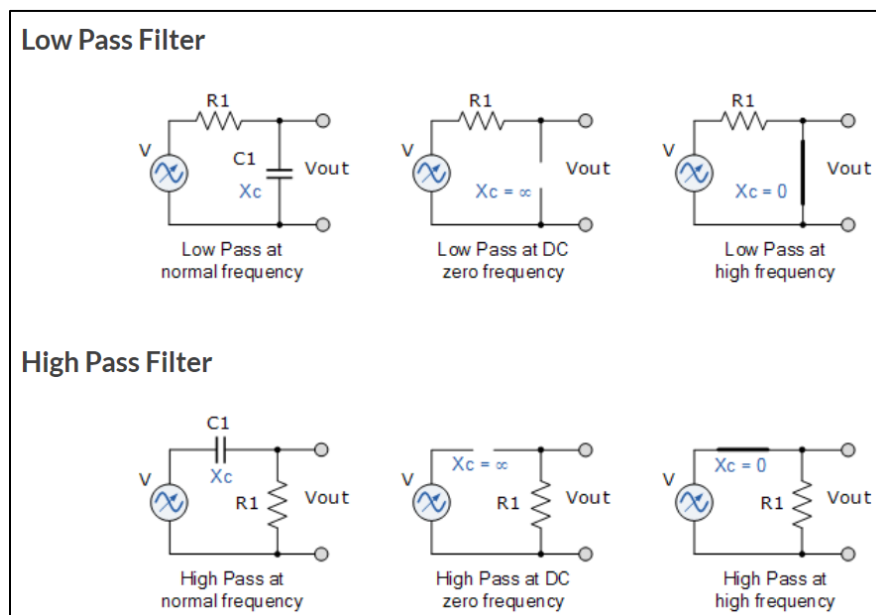 Low Pass Filter
R1
V
C1
Xc
Vout
Low Pass at
normal frequency
R1
V
Xc = ∞
Vout
Low Pass at DC
zero frequency
R1
V
Xc = 0
Vout
Low Pass at
high frequency
High Pass Filter
C1
V
Xc
R1
Vout
High Pass at
normal frequency
V
Xc = ∞
R1
Vout
High Pass at DC
zero frequency
V
Xc = 0
R1
Vout
High Pass at
high frequency